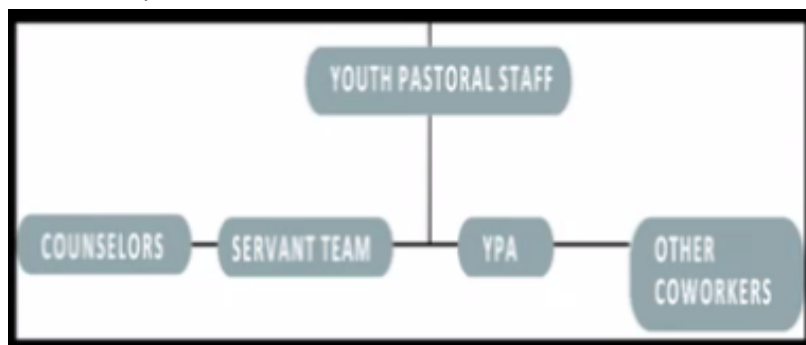 YOUTH PASTORAL STAFF
COUNSELORS
SERVANT TEAM
YPA
OTHER
COWORKERS